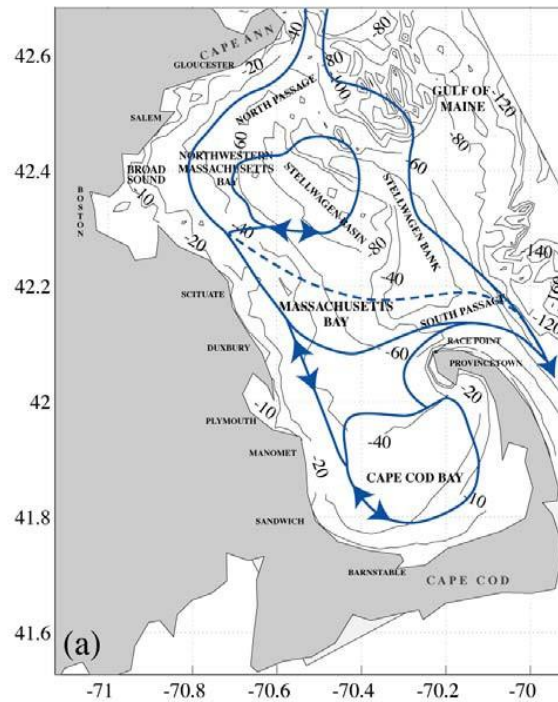 42.6
42.4
42.2
42
41.8
41.6
-71
-70.8
-70.6
-70.4
-70.2
-70
(a)
CAPE ANN
GLOUCESTER
SALEM
BROAD
SOUND
BOSTON
SCITUATE
DUXBURY
PLYMOUTH
MANOMET
SANDWICH
BARNSTABLE
CAPE COD
CAPE COD BAY
PROVINCETOWN
RACE POINT
SOUTH PASSAGE
MASSACHUSETTS
BAY
NORTHWESTERN
MASSACHUSETTS
BAY
NORTH PASSAGE
STELLWAGEN BASIN
STELLWAGEN BANK
GULF OF
MAINE
-40
-20
-80
-80
-100
-120
-80
-60
-60
-10
-20
-40
-80
-40
-140
-160
-120
-60
-20
-10
-40
-20
-10